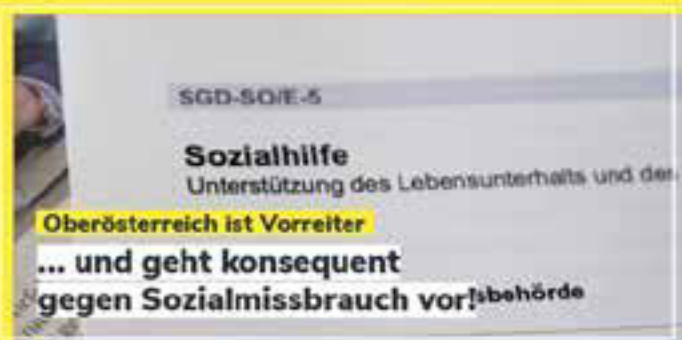 SGD-SO/E-5
Sozialhilfe
Unterstützung des Lebensunterhalts und der
Oberösterreich ist Vorreiter
... und geht konsequent
gegen Sozialmissbrauch vor!
sbehörde